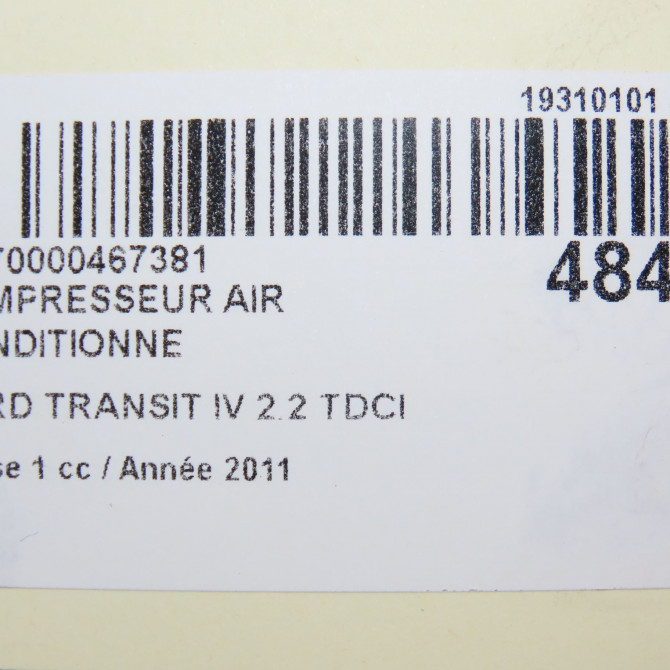 19310101
70000467381
484
MPRESSEUR AIR
NDITIONNE
RD TRANSIT IV 2.2 TDCI
se 1 cc / Année 2011